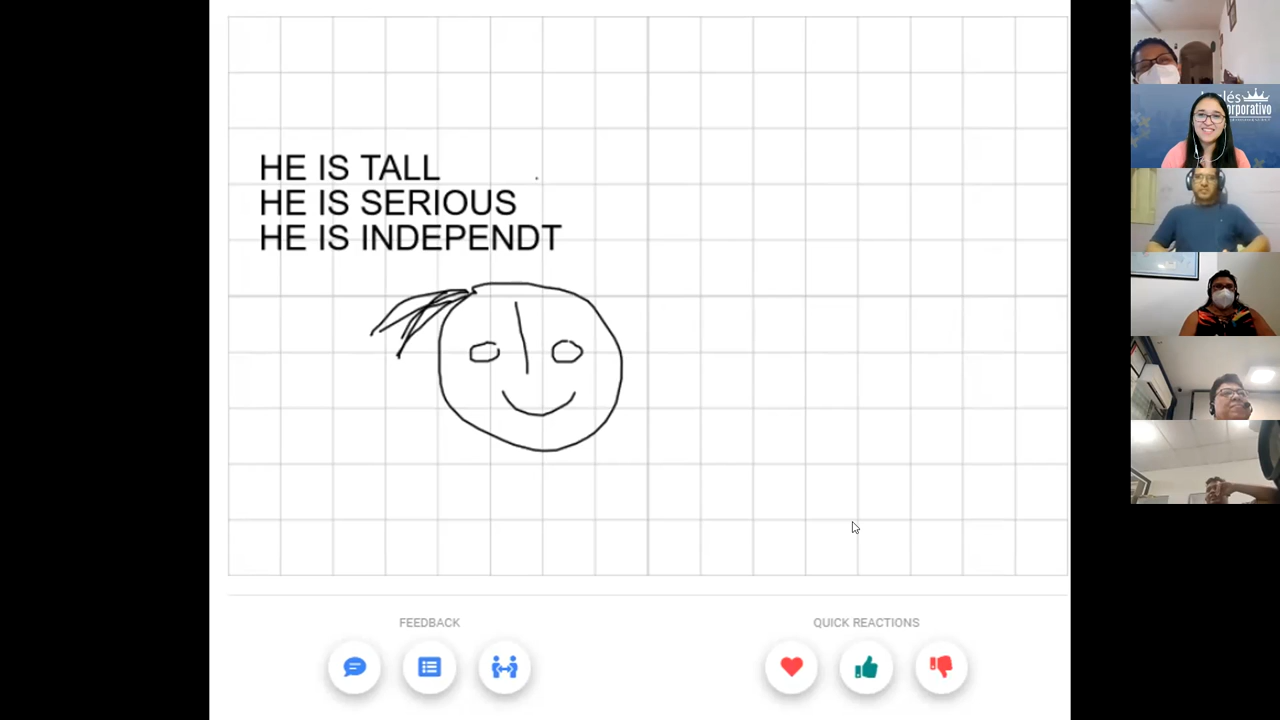 HE IS TALL
HE IS SERIOUS
HE IS INDEPENDT
FEEDBACK
QUICK REACTIONS